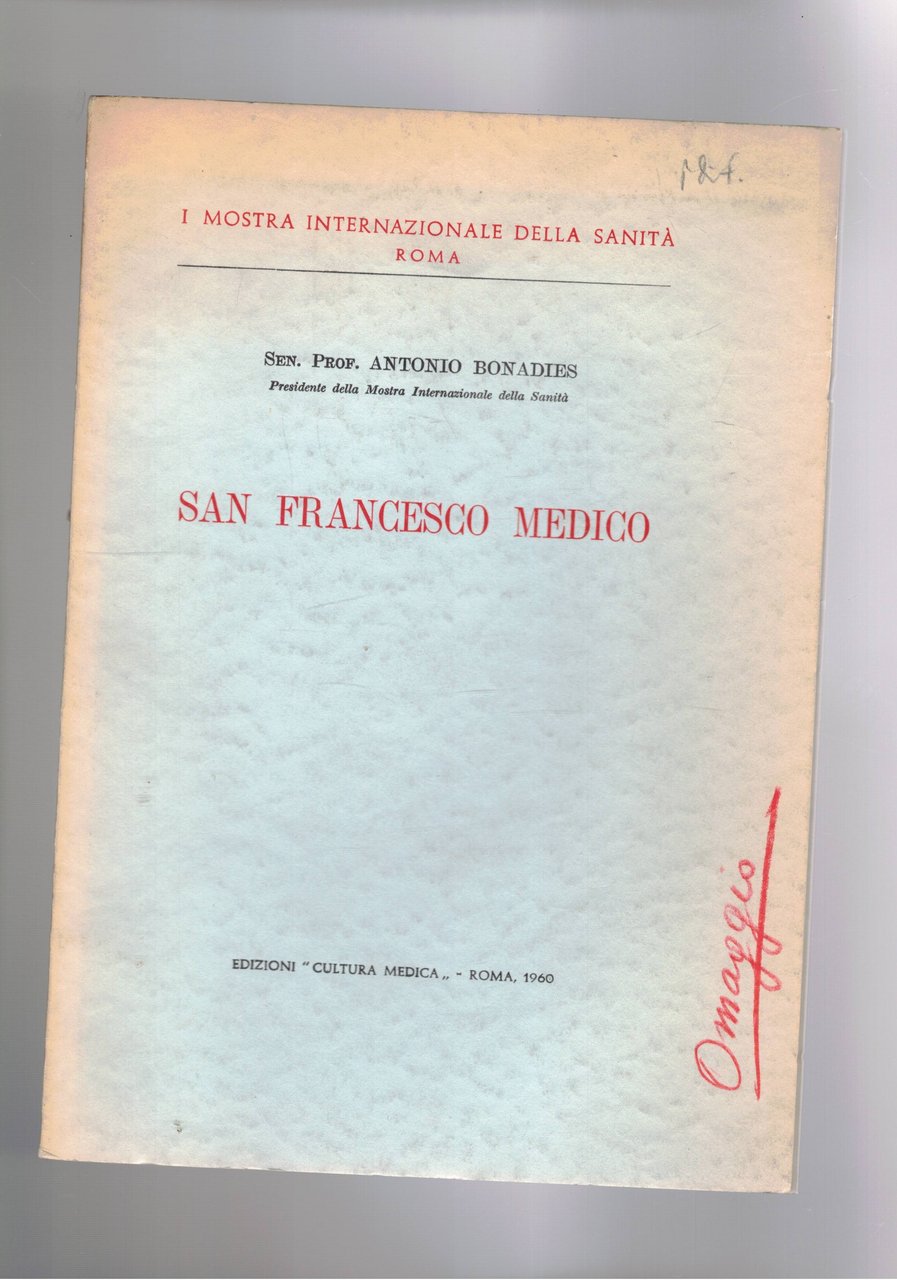 I MOSTRA INTERNAZIONALE DELLA SANITÀ
ROMA
SEN. PROF. ANTONIO BONADIES
Presidente della Mostra Internazionale della Sanità
SAN FRANCESCO MEDICO
Omaggio
EDIZIONI "CULTURA MEDICA„ - ROMA, 1960